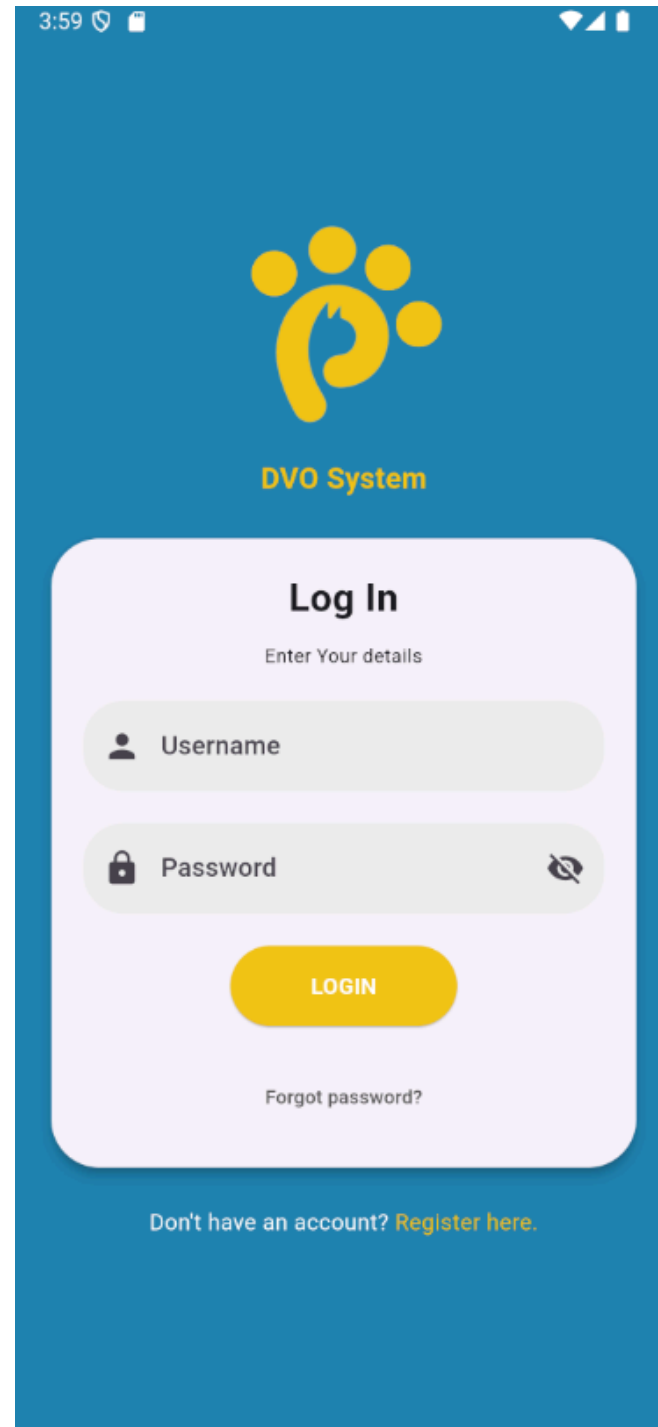 3:59
DVO System
Log In
Enter Your details
Username
Password
LOGIN
Forgot password?
Don't have an account? Register here.